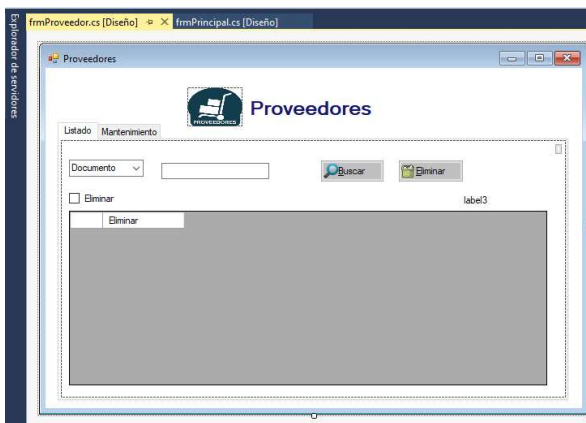 frmProveedor.cs [Diseño] frmPrincipal.cs [Diseño]
Explorador de servidores
Proveedores
PROVEEDORES
Proveedores
Listado Mantenimiento
Documento Buscar Eliminar
Eliminar label3
Eliminar